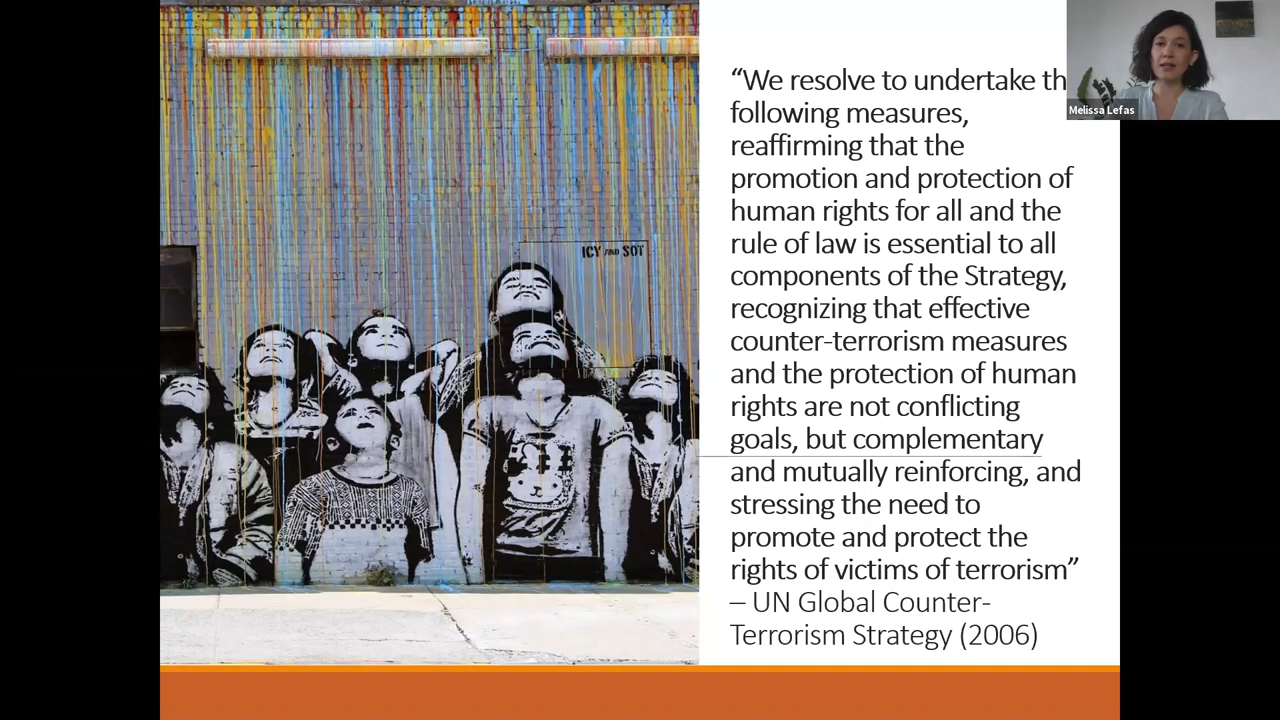 ICY AND SOT
“We resolve to undertake th
following measures,
reaffirming that the
promotion and protection of
human rights for all and the
rule of law is essential to all
components of the Strategy,
recognizing that effective
counter-terrorism measures
and the protection of human
rights are not conflicting
goals, but complementary
and mutually reinforcing, and
stressing the need to
promote and protect the
rights of victims of terrorism”
– UN Global Counter-
Terrorism Strategy (2006)
Melissa Lefas